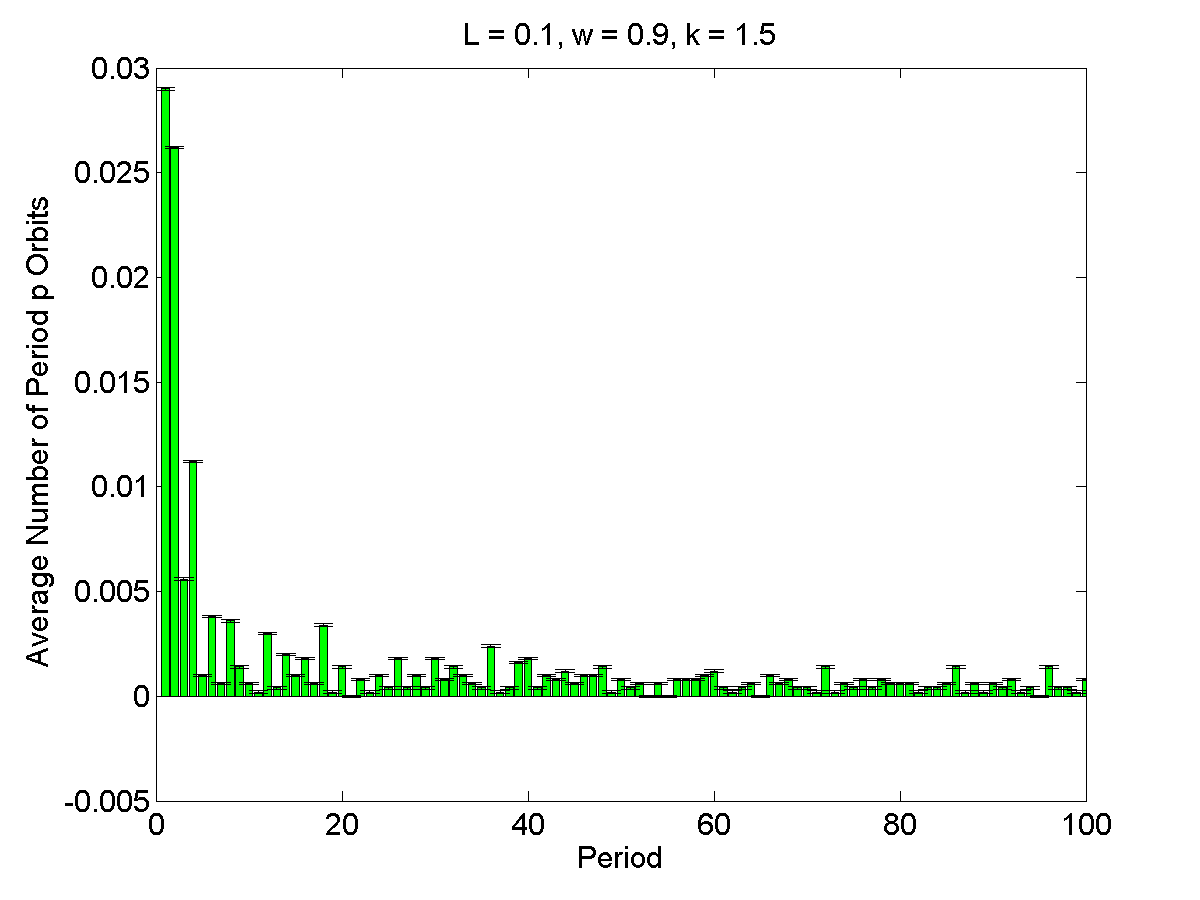 L = 0.1, w = 0.9, k = 1.5
0.03
0.025
0.02
0.015
0.01
0.005
0
-0.005
Average Number of Period p Orbits
0 20 40 60 80 100
Period